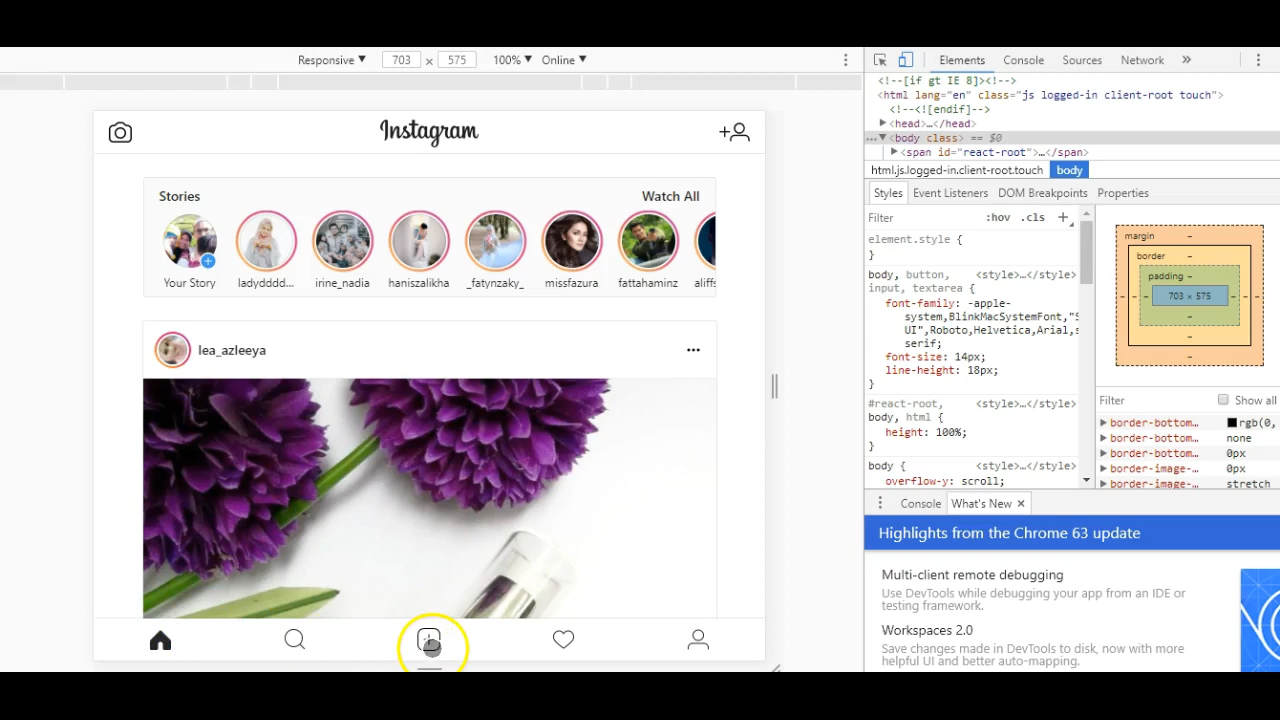 Responsive ▼ 703 × 575 100% ▼ Online ▼
Instagram
Stories
Watch All
Your Story
ladydddd...
irine_nadia
haniszalikha
_fatynzaky_
missfazura
fattahaminz
aliffs
lea_azleeya
•••
Elements Console Sources Network »
<!--[if gt IE 8]><!-->
<html lang="en" class="js logged-in client-root touch">
<!--<![endif]-->
▶<head>…</head>
…▼<body class> == $0
▶<span id="react-root">…</span>
html.js.logged-in.client-root.touch body
Styles Event Listeners DOM Breakpoints Properties
Filter :hov .cls +
element.style {
}
body, button, <style>…</style>
input, textarea {
font-family: -apple-
system,BlinkMacSystemFont,"S
UI",Roboto,Helvetica,Arial,s
serif;
font-size: 14px;
line-height: 18px;
}
#react-root, <style>…</style>
body, html {
height: 100%;
}
body { <style>…</style>
overflow-y: scroll;
margin –
border –
padding –
– – – 703 × 575 – – –
–
–
–
Filter Show all
▶border-bottom… rgb(0,
▶border-bottom… none
▶border-bottom… 0px
▶border-image-… 0px
▶border-image-… stretch
Console What's New ×
Highlights from the Chrome 63 update
Multi-client remote debugging
Use DevTools while debugging your app from an IDE or
testing framework.
Workspaces 2.0
Save changes made in DevTools to disk, now with more
helpful UI and better auto-mapping.